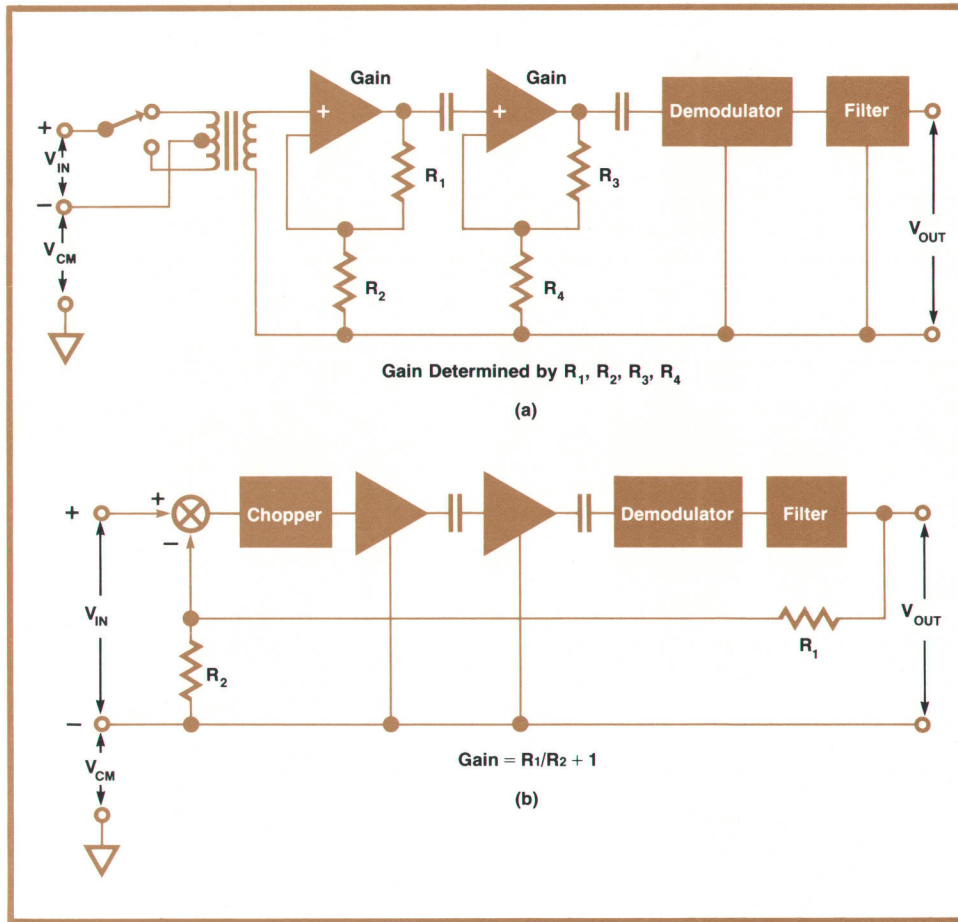 Gain
Gain
+
+
Demodulator
Filter
+
V_IN
−
V_CM
R_1
R_3
R_2
R_4
V_OUT
Gain Determined by R_1, R_2, R_3, R_4
(a)
+
+
−
Chopper
Demodulator
Filter
V_IN
R_2
R_1
V_OUT
−
V_CM
Gain = R1/R2 + 1
(b)